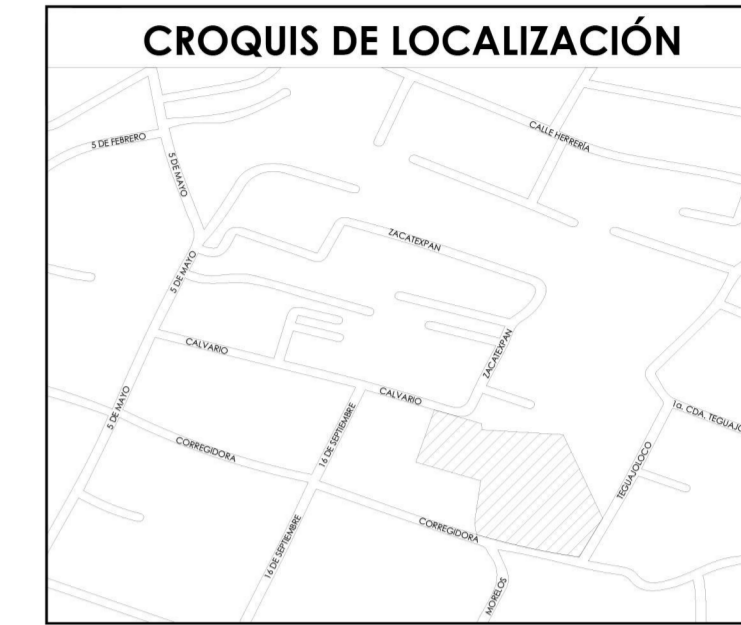 CROQUIS DE LOCALIZACIÓN
CALLE HERRERÍA
5 DE FEBRERO
5 DE MAYO
ZACATEXPAN
5 DE MAYO
CALVARIO
ZACATEXPAN
CALVARIO
5 DE MAYO
16 DE SEPTIEMBRE
1a. CDA. TEGUAJO
CORREGIDORA
TEGUAJOLOCO
CORREGIDORA
16 DE SEPTIEMBRE
MORELOS